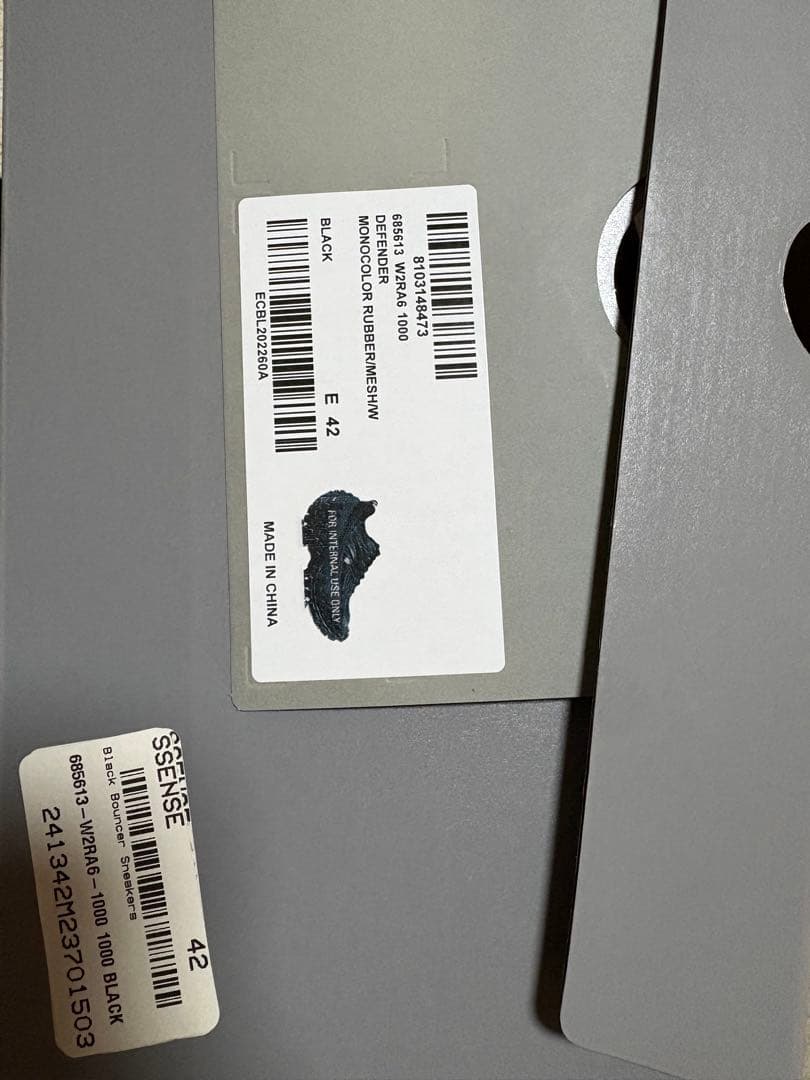 8103148473
685613 W2RA6 1000
DEFENDER
MONOCOLOR RUBBER/MESH/W
BLACK
E 42
ECBL202260A
FOR INTERNAL USE ONLY
MADE IN CHINA
SSENSE
42
Black Bouncer Sneakers
685613-W2RA6-1000 1000 BLACK
241342M23701503